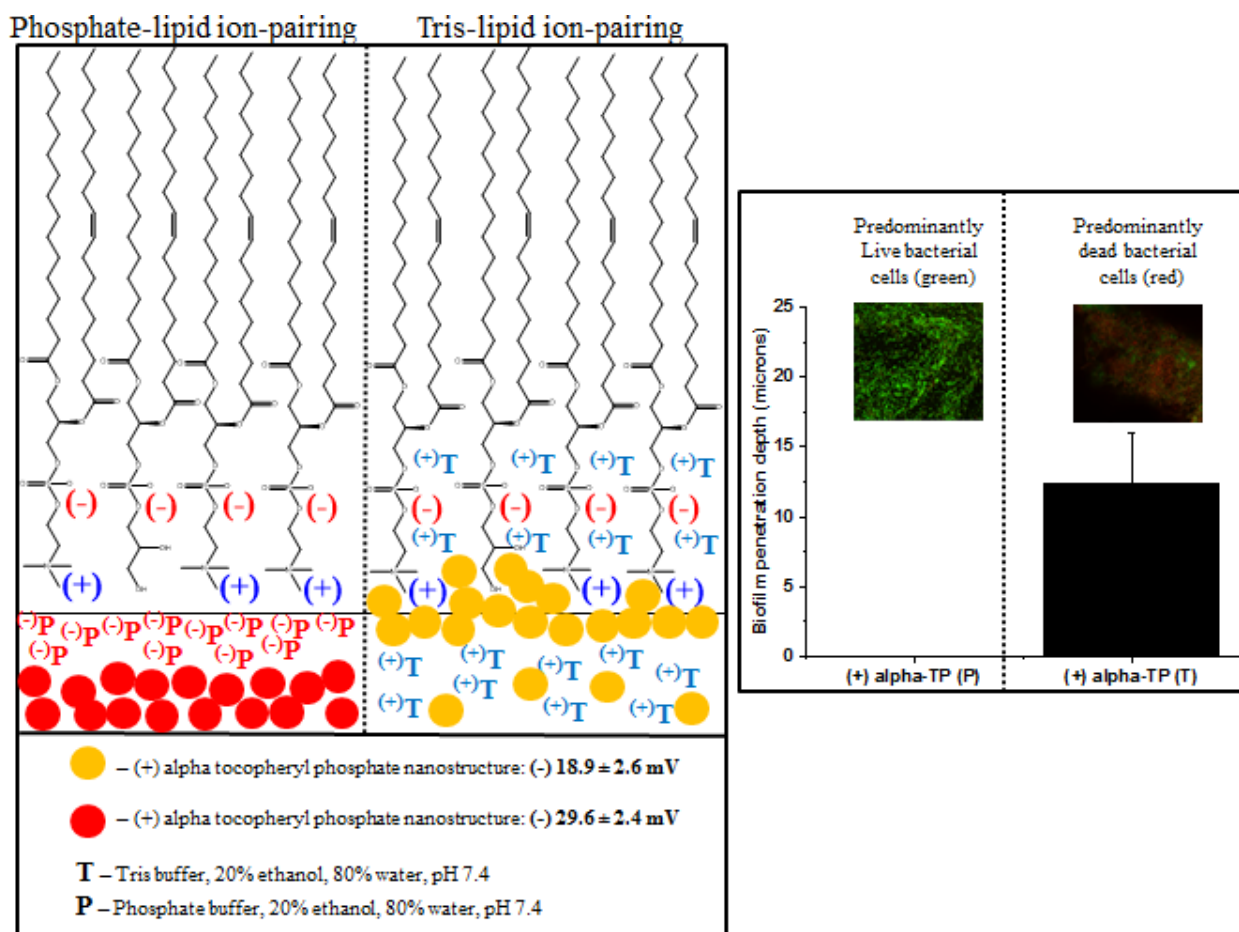 Phosphate-lipid ion-pairing
Tris-lipid ion-pairing
(+)T (+)T (+)T (+)T
(-) (-) (-) (-)
(-) (-) (-) (-)
(+)T (+)T (+)T (+)T
OH
OH
(+) (+) (+)
OH
(+) (+) (+)
(-)P (-)P (-)P (-)P (-)P (-)P (-)P (-)P
(-)P (-)P (-)P (-)P
(+)T (+)T (+)T (+)T (+)T
(+)T (+)T (+)T
(+)T (+)T
– (+) alpha tocopheryl phosphate nanostructure: (-) 18.9 ± 2.6 mV
– (+) alpha tocopheryl phosphate nanostructure: (-) 29.6 ± 2.4 mV
T – Tris buffer, 20% ethanol, 80% water, pH 7.4
P – Phosphate buffer, 20% ethanol, 80% water, pH 7.4
Predominantly
Live bacterial
cells (green)
Predominantly
dead bacterial
cells (red)
Biofilm penetration depth (microns)
25
20
15
10
5
0
(+) alpha-TP (P)
(+) alpha-TP (T)